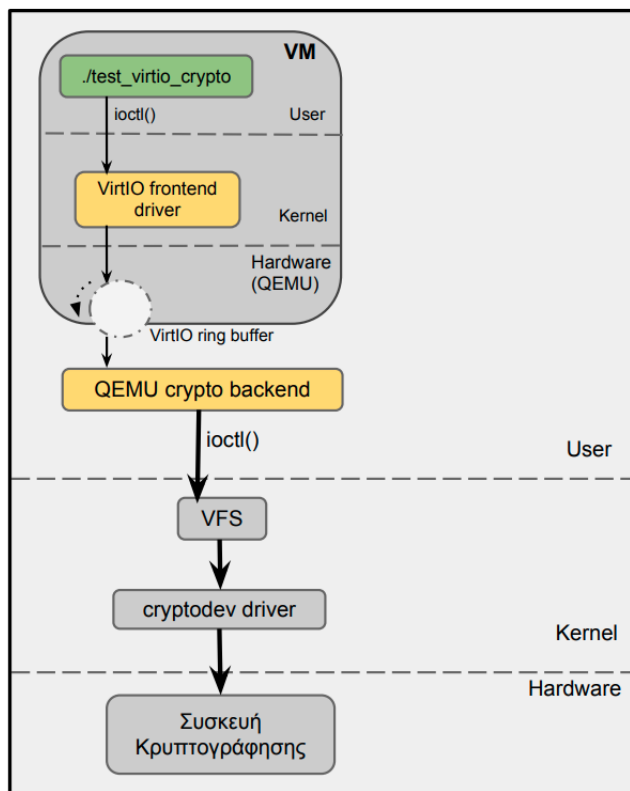 VM
./test_virtio_crypto
ioctl()
User
VirtIO frontend
driver
Kernel
Hardware
(QEMU)
VirtIO ring buffer
QEMU crypto backend
ioctl()
User
VFS
cryptodev driver
Kernel
Hardware
Συσκευή
Κρυπτογράφησης